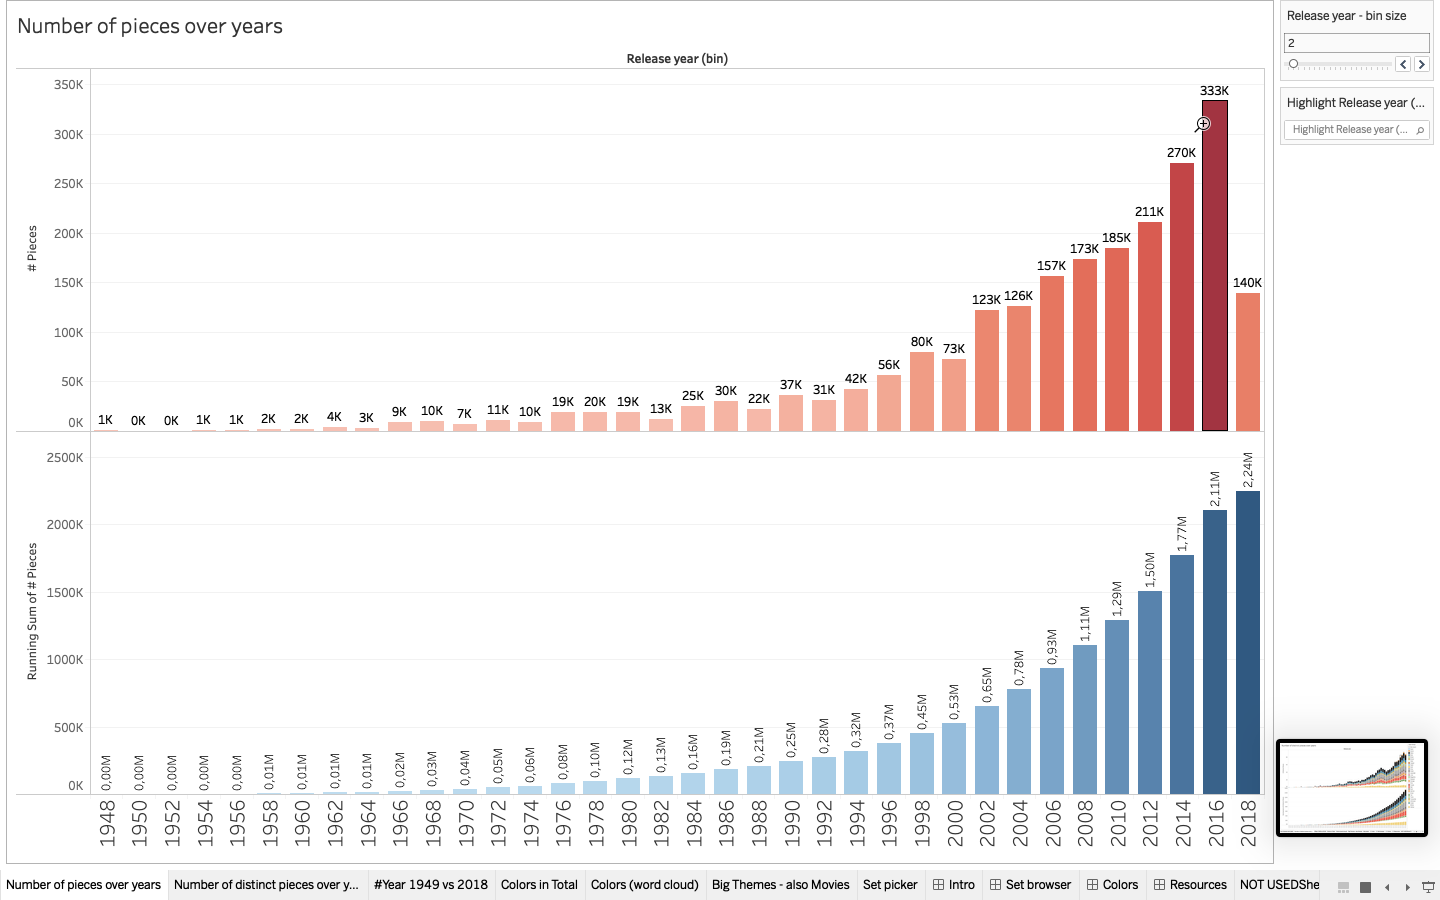 Number of pieces over years
Release year (bin)
# Pieces
350K
300K
250K
200K
150K
100K
50K
0K
1K 0K 0K 1K 1K 2K 2K 4K 3K 9K 10K 7K 11K 10K 19K 20K 19K 13K 25K 30K 22K 37K 31K 42K 56K 80K 73K 123K 126K 157K 173K 185K 211K 270K 333K 140K
Running Sum of # Pieces
2500K
2000K
1500K
1000K
500K
0K
0,00M 0,00M 0,00M 0,00M 0,00M 0,01M 0,01M 0,01M 0,01M 0,02M 0,03M 0,04M 0,05M 0,06M 0,08M 0,10M 0,12M 0,13M 0,16M 0,19M 0,21M 0,25M 0,28M 0,32M 0,37M 0,45M 0,53M 0,65M 0,78M 0,93M 1,11M 1,29M 1,50M 1,77M 2,11M 2,24M
1948 1950 1952 1954 1956 1958 1960 1962 1964 1966 1968 1970 1972 1974 1976 1978 1980 1982 1984 1986 1988 1990 1992 1994 1996 1998 2000 2002 2004 2006 2008 2010 2012 2014 2016 2018
Release year - bin size
2
Highlight Release year (...
Highlight Release year (...
Number of pieces over years Number of distinct pieces over y... #Year 1949 vs 2018 Colors in Total Colors (word cloud) Big Themes - also Movies Set picker Intro Set browser Colors Resources NOT USEDShe